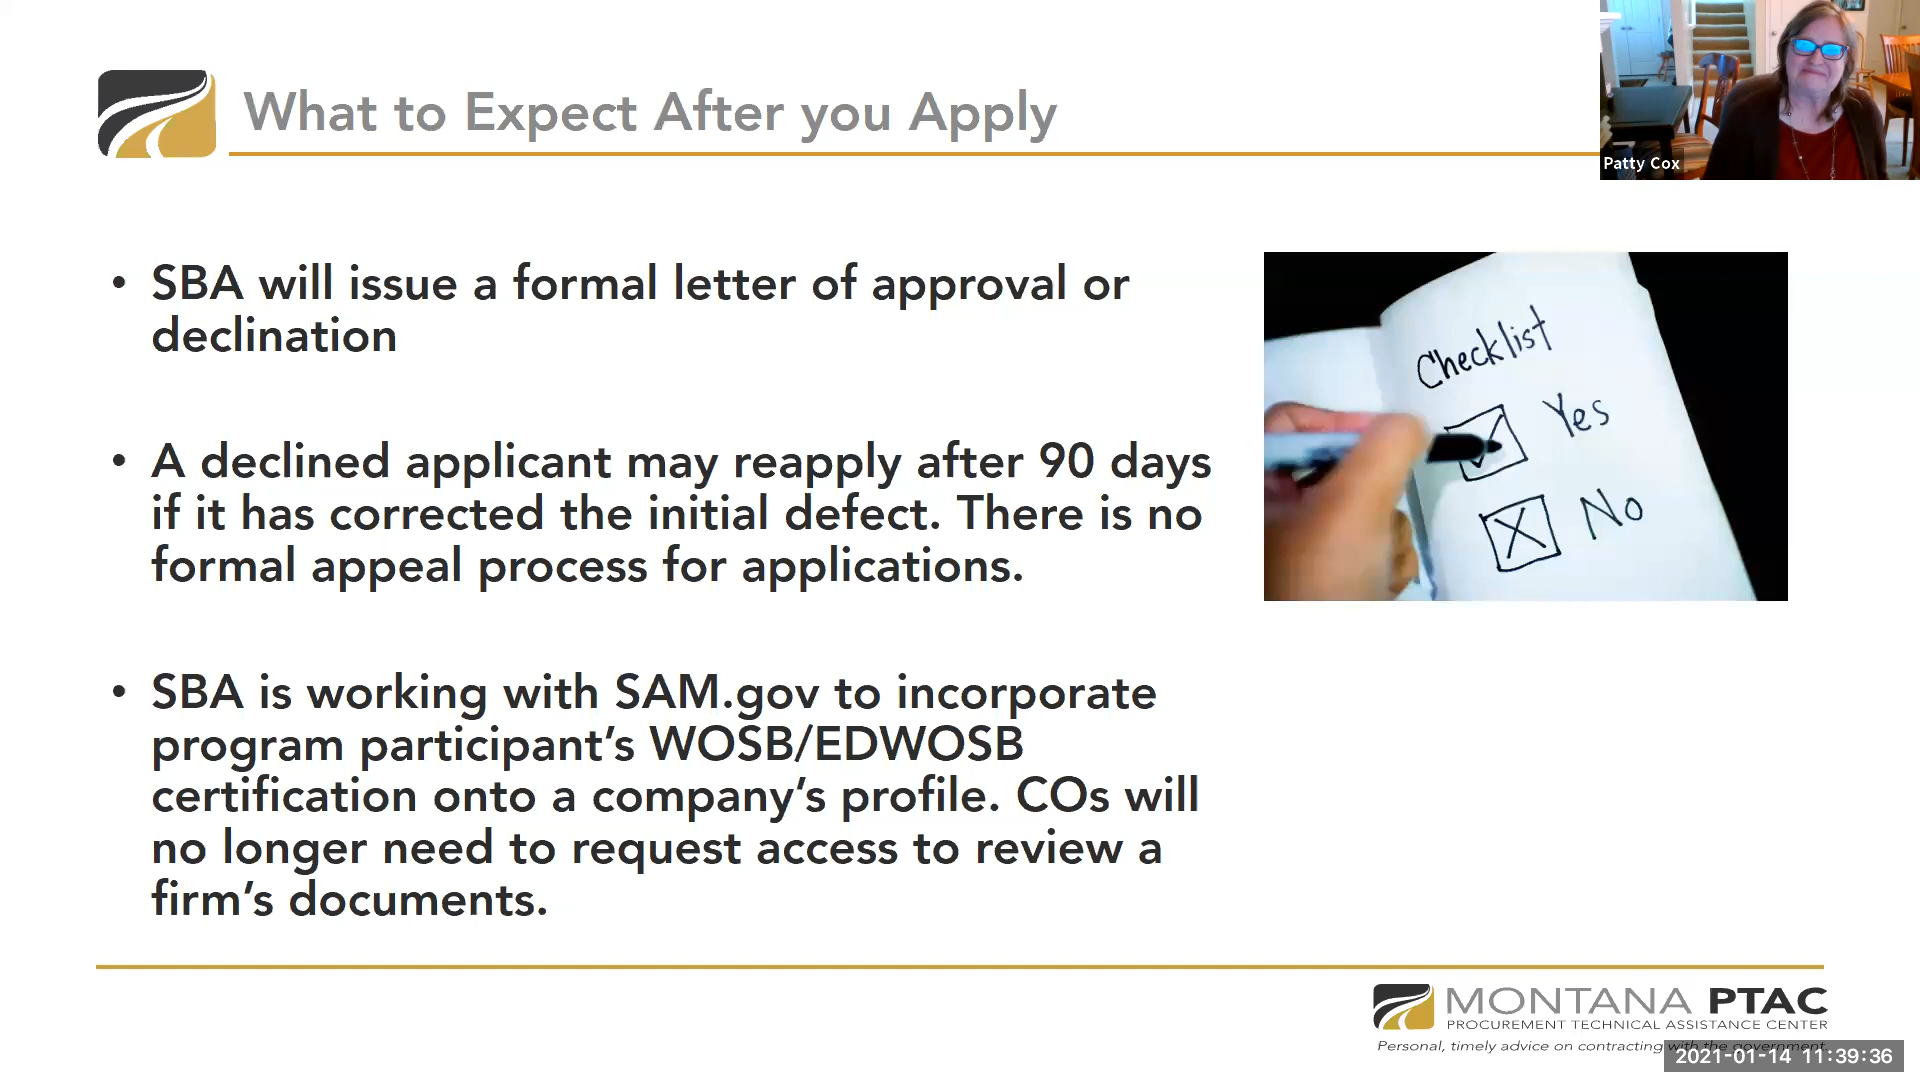 What to Expect After you Apply
Patty Cox
• SBA will issue a formal letter of approval or
declination
• A declined applicant may reapply after 90 days
if it has corrected the initial defect. There is no
formal appeal process for applications.
• SBA is working with SAM.gov to incorporate
program participant’s WOSB/EDWOSB
certification onto a company’s profile. COs will
no longer need to request access to review a
firm’s documents.
Checklist
Yes
No
MONTANA PTAC
PROCUREMENT TECHNICAL ASSISTANCE CENTER
Personal, timely advice on contracting with the government.
2021-01-14 11:39:36